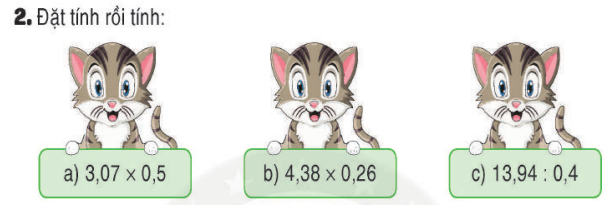 2. Đặt tính rồi tính:
a) 3,07 × 0,5
b) 4,38 × 0,26
c) 13,94 : 0,4